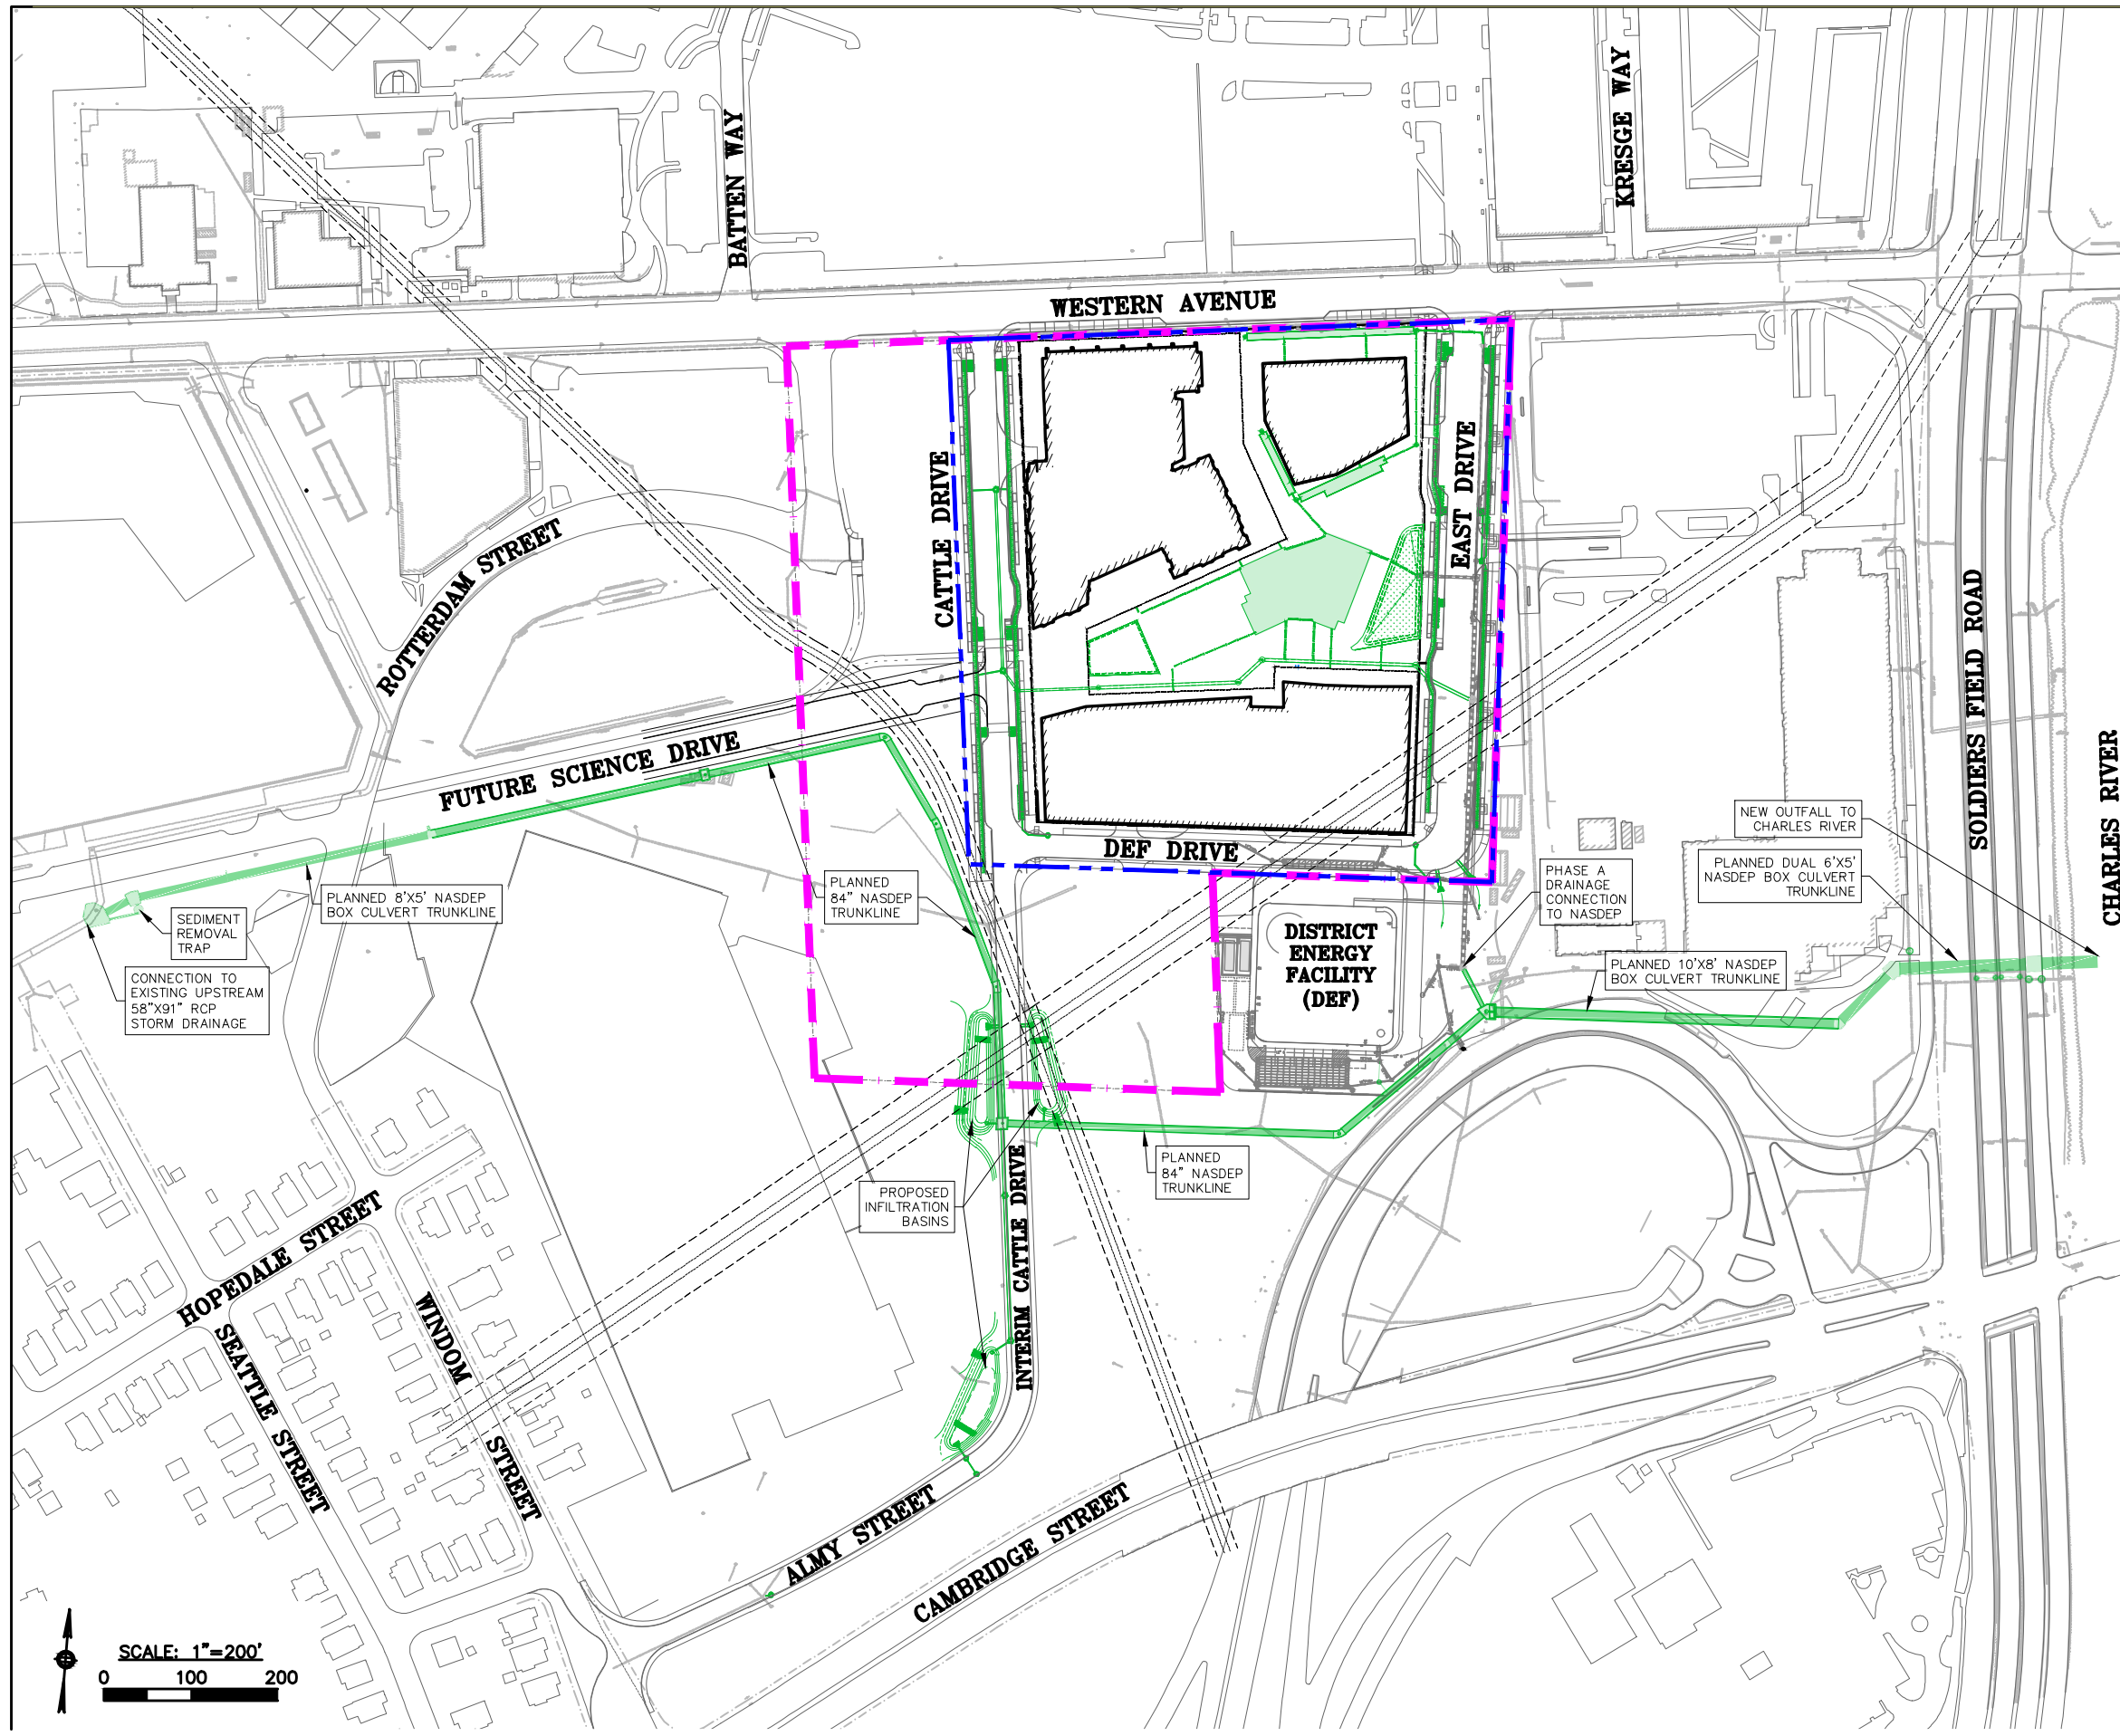 BATTEN WAY
KRESGE WAY
WESTERN AVENUE
CATTLE DRIVE
EAST DRIVE
ROTTERDAM STREET
FUTURE SCIENCE DRIVE
DEF DRIVE
SOLDIERS FIELD ROAD
CHARLES RIVER
NEW OUTFALL TO
CHARLES RIVER
PLANNED DUAL 6'X5'
NASDEP BOX CULVERT
TRUNKLINE
PHASE A
DRAINAGE
CONNECTION
TO NASDEP
PLANNED
84" NASDEP
TRUNKLINE
PLANNED 8'X5' NASDEP
BOX CULVERT TRUNKLINE
SEDIMENT
REMOVAL
TRAP
CONNECTION TO
EXISTING UPSTREAM
58"X91" RCP
STORM DRAINAGE
DISTRICT
ENERGY
FACILITY
(DEF)
PLANNED 10'X8' NASDEP
BOX CULVERT TRUNKLINE
PLANNED
84" NASDEP
TRUNKLINE
PROPOSED
INFILTRATION
BASINS
INTERIM CATTLE DRIVE
HOPEDALE STREET
SEATTLE STREET
WINDOM STREET
ALMY STREET
CAMBRIDGE STREET
SCALE: 1"=200'
0 100 200